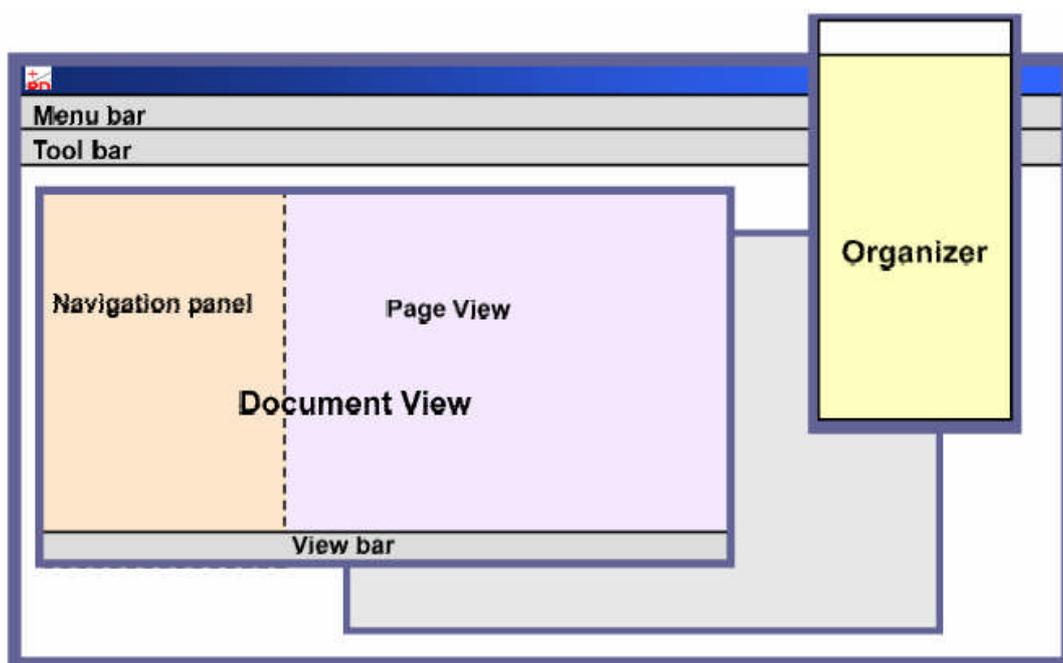 Menu bar
Tool bar
Organizer
Navigation panel
Page View
Document View
View bar